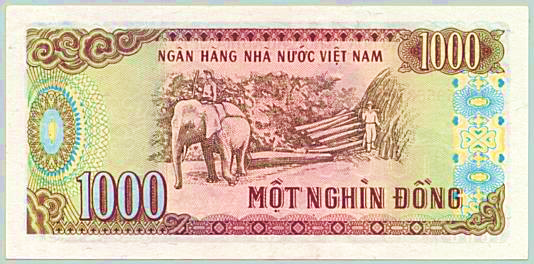 NGÂN HÀNG NHÀ NƯỚC VIỆT NAM
1000
1000
MỘT NGHÌN ĐỒNG